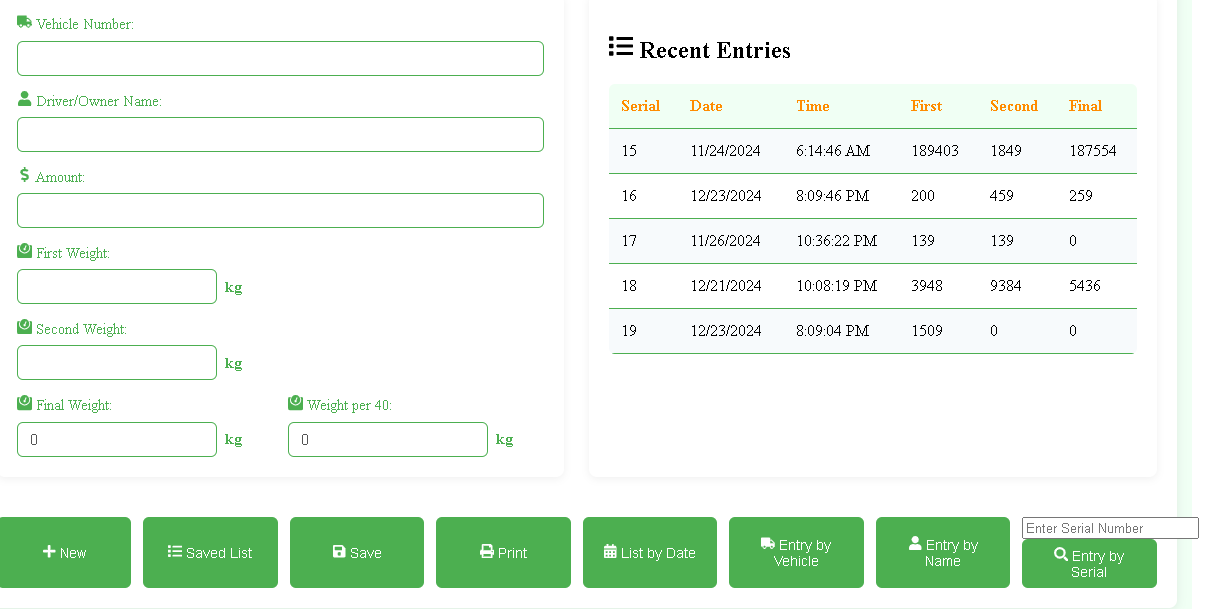 Vehicle Number:
Driver/Owner Name:
Amount:
First Weight:
kg
Second Weight:
kg
Final Weight:
Weight per 40:
0 kg
0 kg
Recent Entries
Serial Date Time First Second Final
15 11/24/2024 6:14:46 AM 189403 1849 187554
16 12/23/2024 8:09:46 PM 200 459 259
17 11/26/2024 10:36:22 PM 139 139 0
18 12/21/2024 10:08:19 PM 3948 9384 5436
19 12/23/2024 8:09:04 PM 1509 0 0
New
Saved List
Save
Print
List by Date
Entry by
Vehicle
Entry by
Name
Enter Serial Number
Entry by
Serial